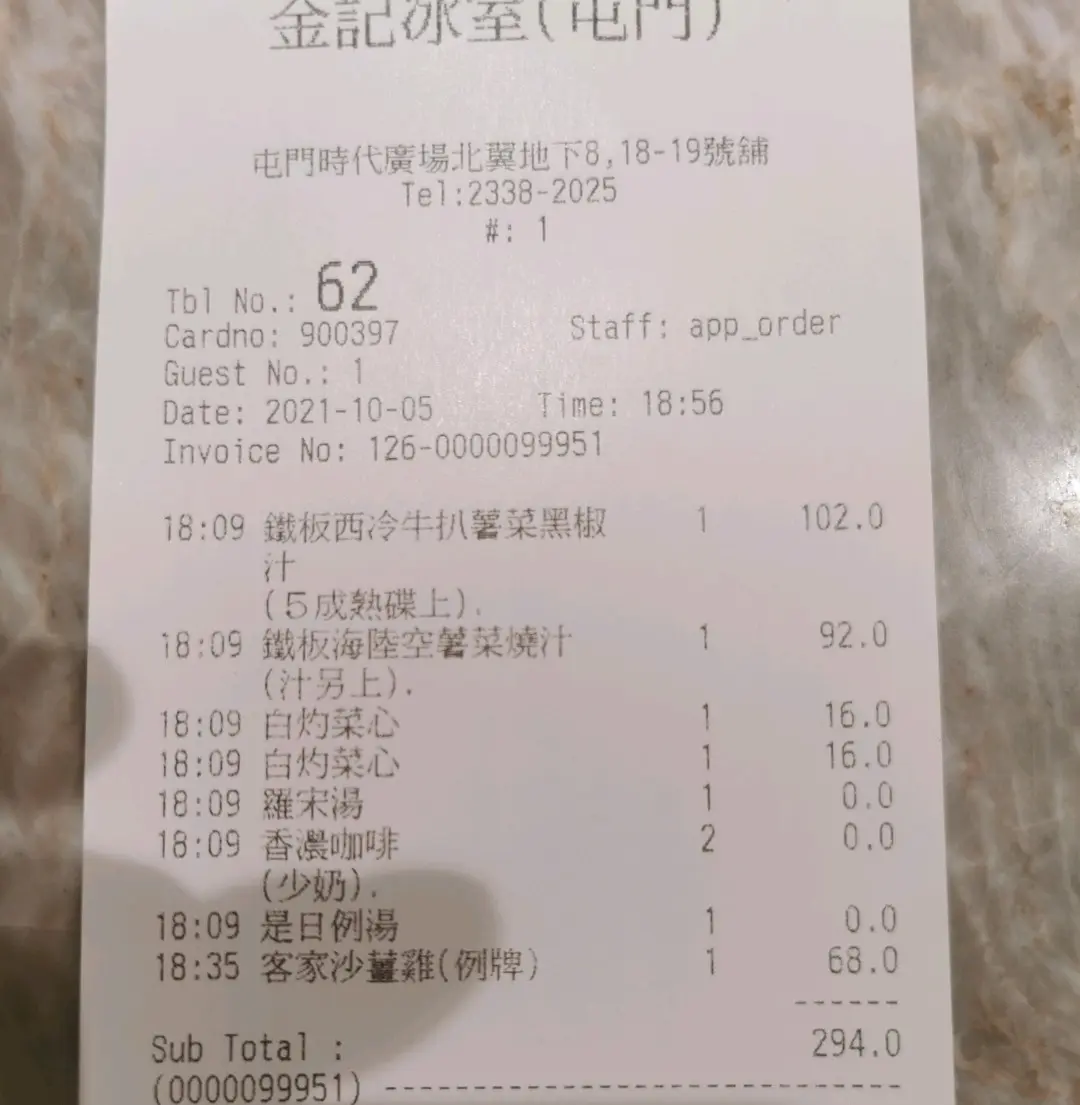 金記冰室(屯門)
屯門時代廣場北翼地下8,18-19號舖
Tel:2338-2025
#: 1
Tbl No.: 62
Cardno: 900397 Staff: app_order
Guest No.: 1
Date: 2021-10-05 Time: 18:56
Invoice No: 126-0000099951
18:09 鐵板西冷牛扒薯菜黑椒 1 102.0
汁
(5成熟碟上).
18:09 鐵板海陸空薯菜燒汁 1 92.0
(汁另上).
18:09 白灼菜心 1 16.0
18:09 白灼菜心 1 16.0
18:09 羅宋湯 1 0.0
18:09 香濃咖啡 2 0.0
(少奶).
18:09 是日例湯 1 0.0
18:35 客家沙薑雞(例牌) 1 68.0
------
Sub Total : 294.0
(0000099951) ------------------------------